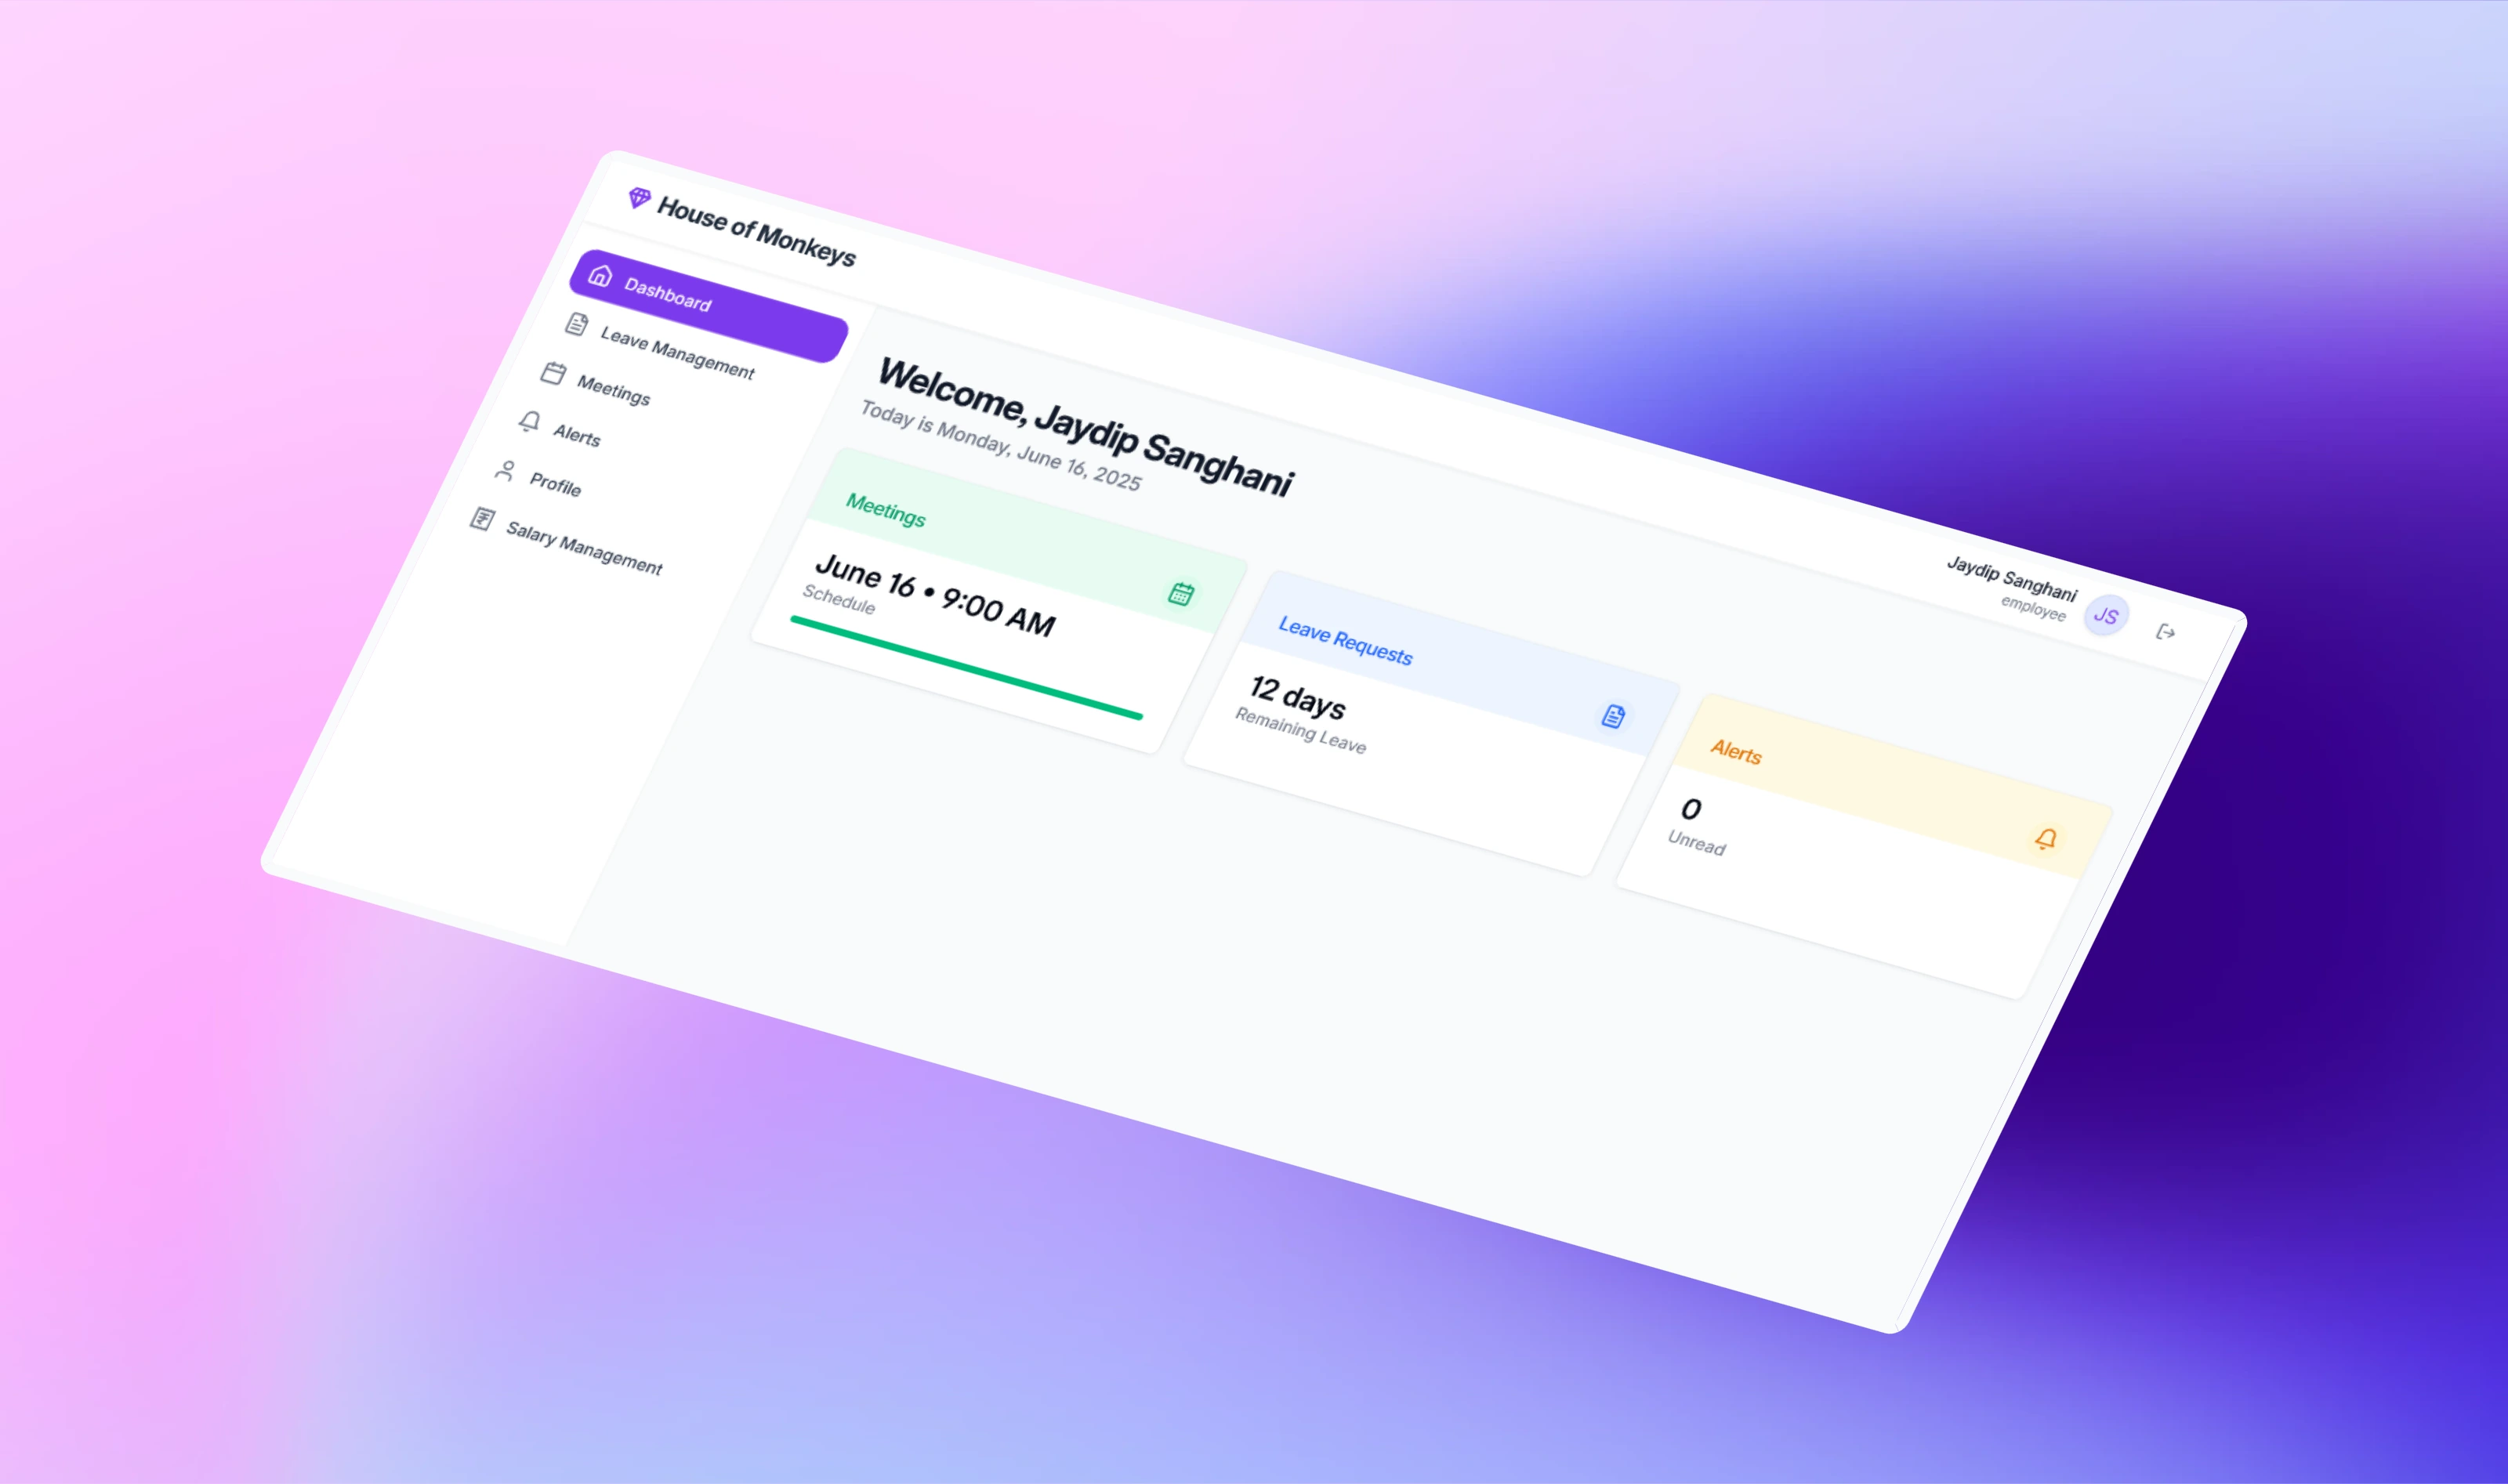 House of Monkeys
Jaydip Sanghani
employee
JS
Dashboard
Leave Management
Meetings
Alerts
Profile
Salary Management
Welcome, Jaydip Sanghani
Today is Monday, June 16, 2025
Meetings
June 16 • 9:00 AM
Schedule
Leave Requests
12 days
Remaining Leave
Alerts
0
Unread